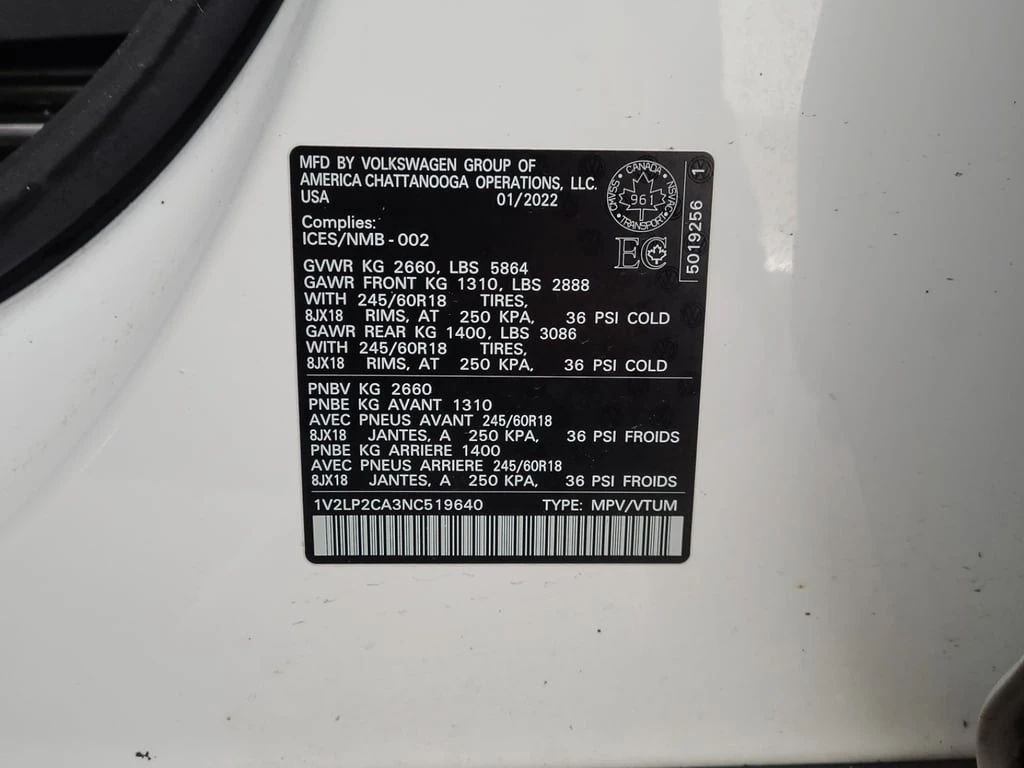 MFD BY VOLKSWAGEN GROUP OF
AMERICA CHATTANOOGA OPERATIONS, LLC.
USA 01/2022
Complies:
ICES/NMB-002
CANADA
CMVSS NSVAC
961
TRANSPORT
EC
5019256 1
GVWR KG 2660, LBS 5864
GAWR FRONT KG 1310, LBS 2888
WITH 245/60R18 TIRES,
8JX18 RIMS, AT 250 KPA, 36 PSI COLD
GAWR REAR KG 1400, LBS 3086
WITH 245/60R18 TIRES,
8JX18 RIMS, AT 250 KPA, 36 PSI COLD
PNBV KG 2660
PNBE KG AVANT 1310
AVEC PNEUS AVANT 245/60R18
8JX18 JANTES, A 250 KPA, 36 PSI FROIDS
PNBE KG ARRIERE 1400
AVEC PNEUS ARRIERE 245/60R18
8JX18 JANTES, A 250 KPA, 36 PSI FROIDS
1V2LP2CA3NC519640 TYPE: MPV/VTUM